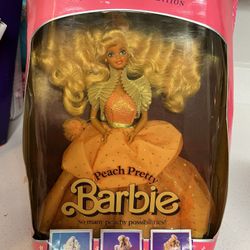 Peach Pretty
Barbie
so many peachy possibilities!